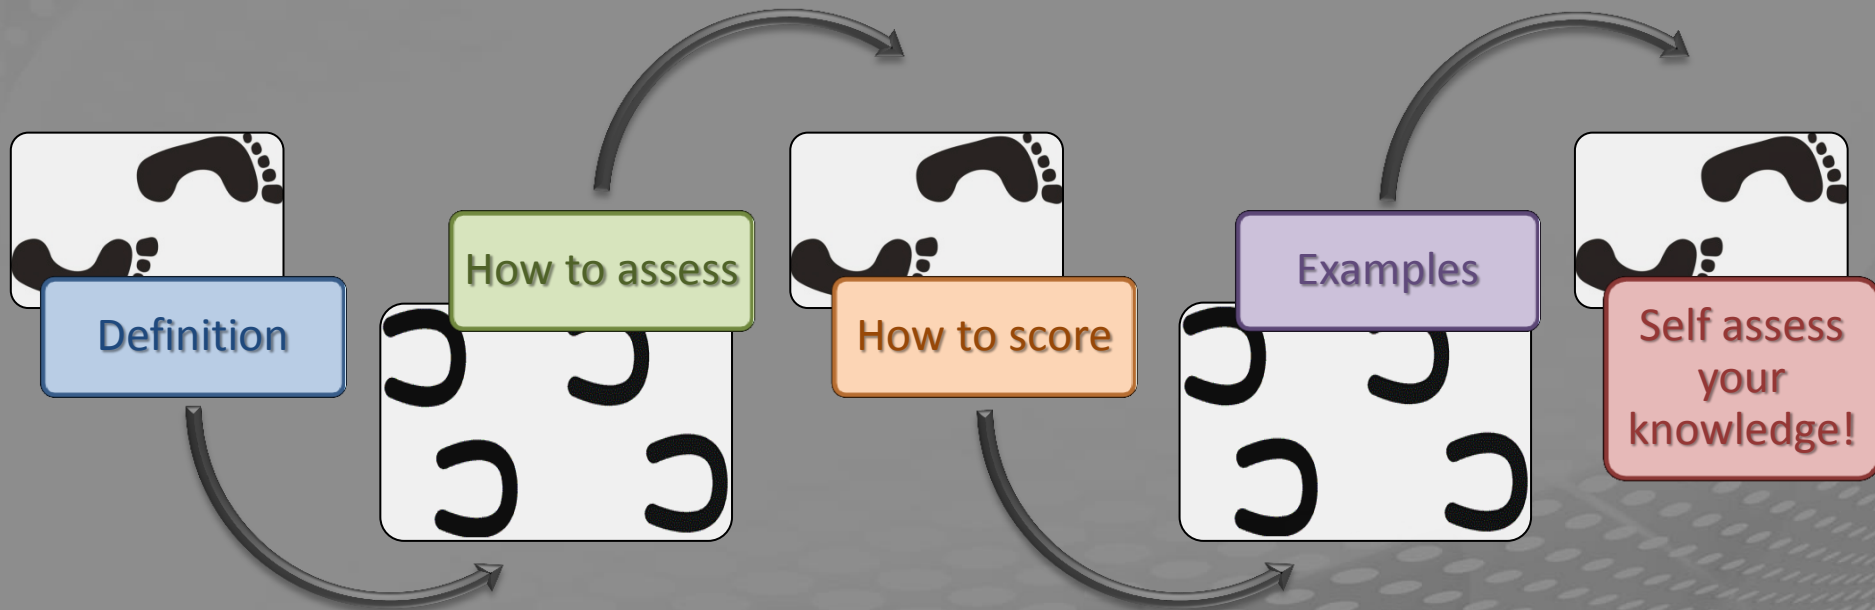 Definition
How to assess
How to score
Examples
Self assess
your
knowledge!